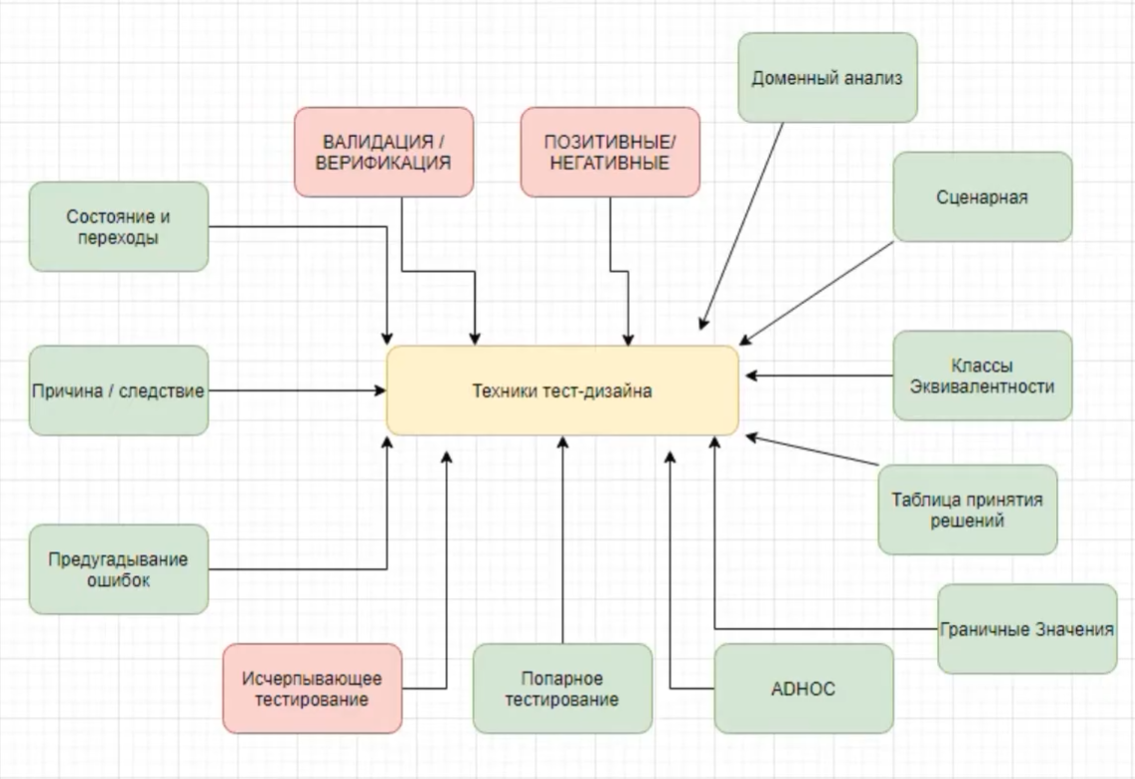 Доменный анализ
ВАЛИДАЦИЯ /
ВЕРИФИКАЦИЯ
ПОЗИТИВНЫЕ/
НЕГАТИВНЫЕ
Сценарная
Состояние и
переходы
Причина / следствие
Техники тест-дизайна
Классы
Эквивалентности
Таблица принятия
решений
Предугадывание
ошибок
Граничные Значения
Исчерпывающее
тестирование
Попарное
тестирование
ADHOC